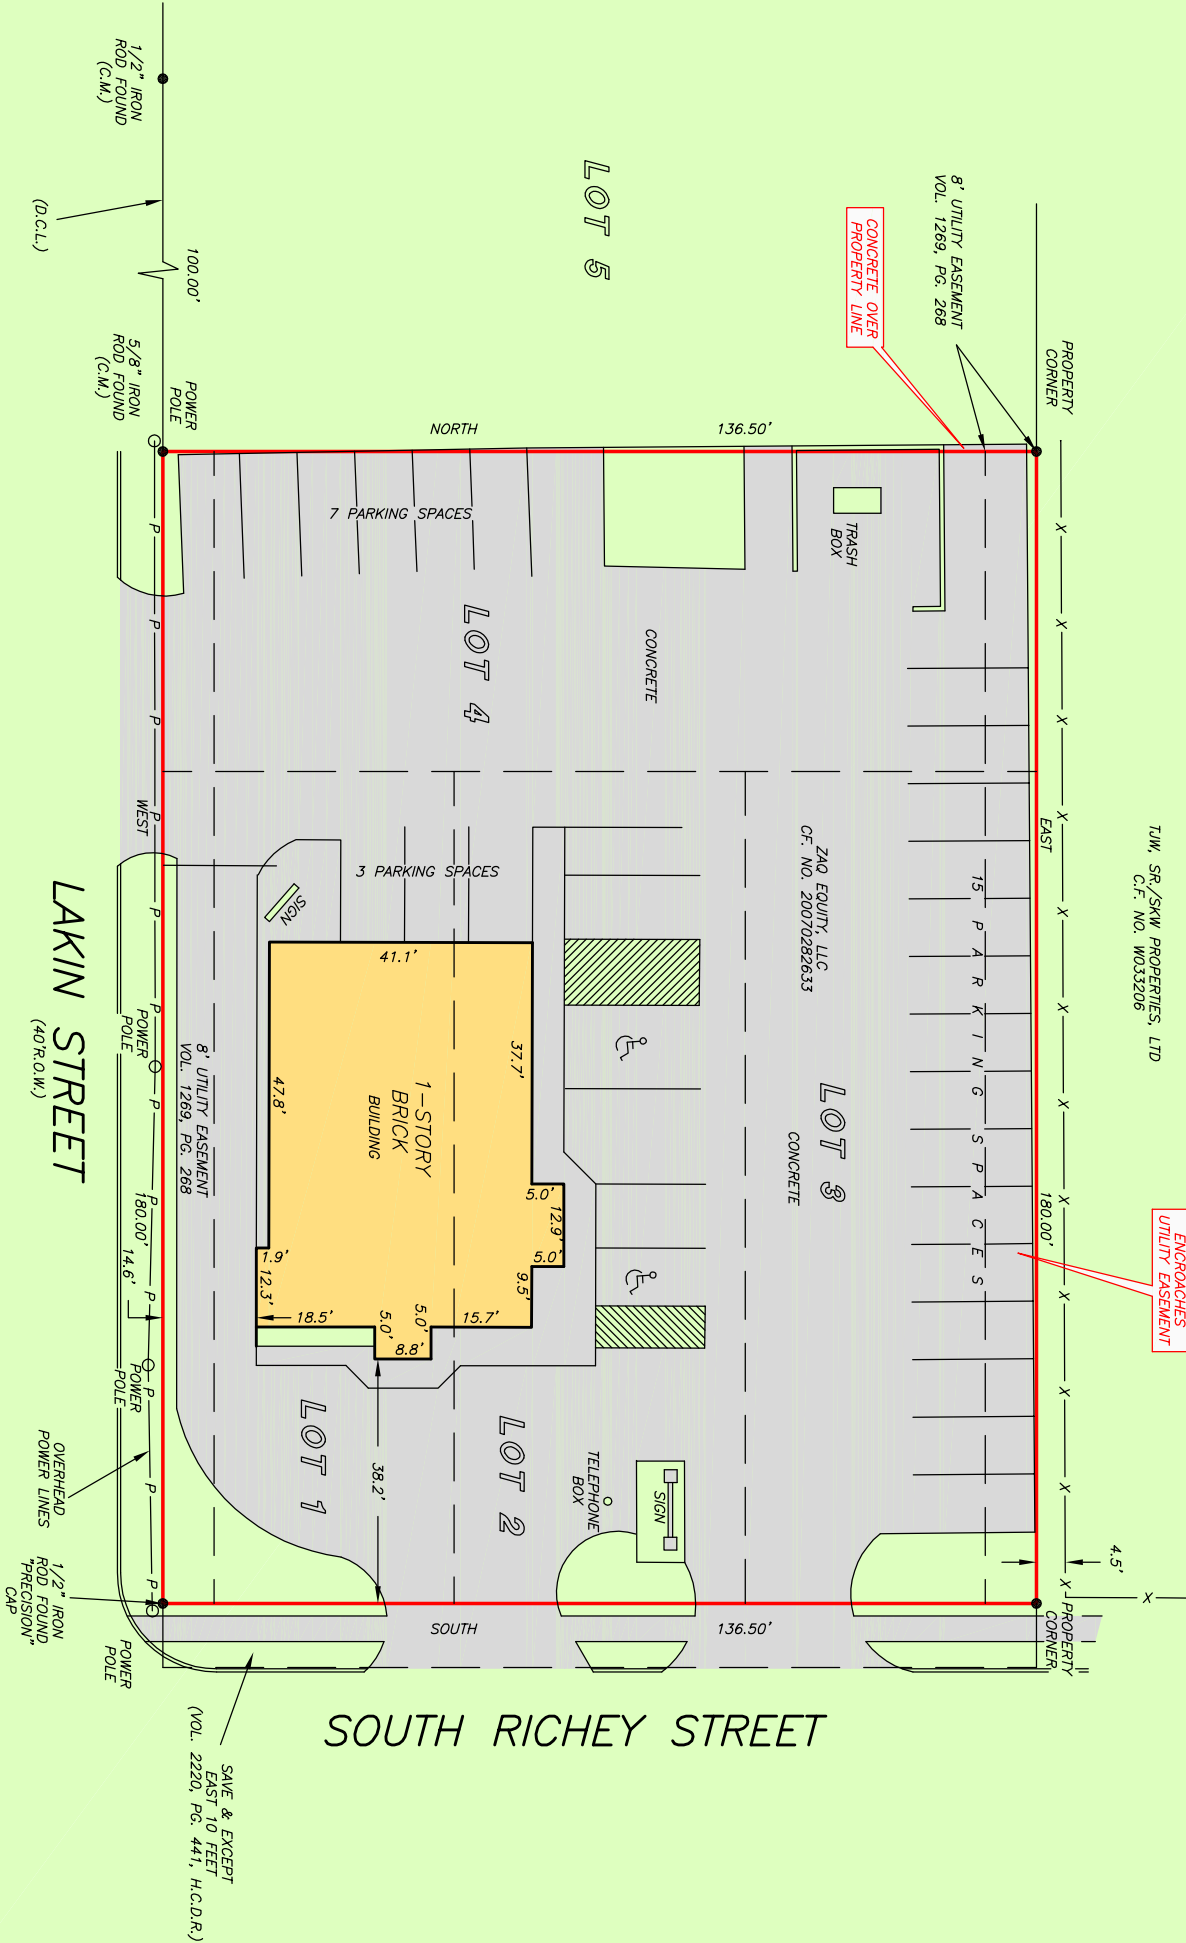 1/2" IRON
ROD FOUND
(C.M.)
(D.C.L.)
100.00'
LOT 5
8' UTILITY EASEMENT
VOL. 1269, PG. 268
CONCRETE OVER
PROPERTY LINE
PROPERTY
CORNER
5/8" IRON
ROD FOUND
(C.M.)
POWER
POLE
NORTH
136.50'
7 PARKING SPACES
TRASH
BOX
LOT 4
CONCRETE
P P P P P P P P P P P P
X X X X X X X X X X X X X
WEST
EAST
3 PARKING SPACES
SIGN
ZAQ EQUITY, LLC
CF. NO. 20070282633
15 PARKING SPACES
TJW, SR./SKW PROPERTIES, LTD
C.F. NO. W033206
LAKIN STREET
(40'R.O.W.)
POWER
POLE
8' UTILITY EASEMENT
VOL. 1269, PG. 268
41.1'
37.7'
47.8'
1-STORY
BRICK
BUILDING
LOT 3
CONCRETE
5.0'
12.9'
5.0'
9.5'
1.9'
12.3'
18.5'
5.0'
5.0'
8.8'
15.7'
180.00'
14.6'
180.00'
ENCROACHES
UTILITY EASEMENT
POWER
POLE
LOT 1
LOT 2
38.2'
TELEPHONE
BOX
SIGN
4.5'
OVERHEAD
POWER LINES
1/2" IRON
ROD FOUND
"PRECISION"
CAP
POWER
POLE
SOUTH
136.50'
PROPERTY
CORNER
X
SOUTH RICHEY STREET
SAVE & EXCEPT
EAST 10 FEET
(VOL. 2220, PG. 441, H.C.D.R.)